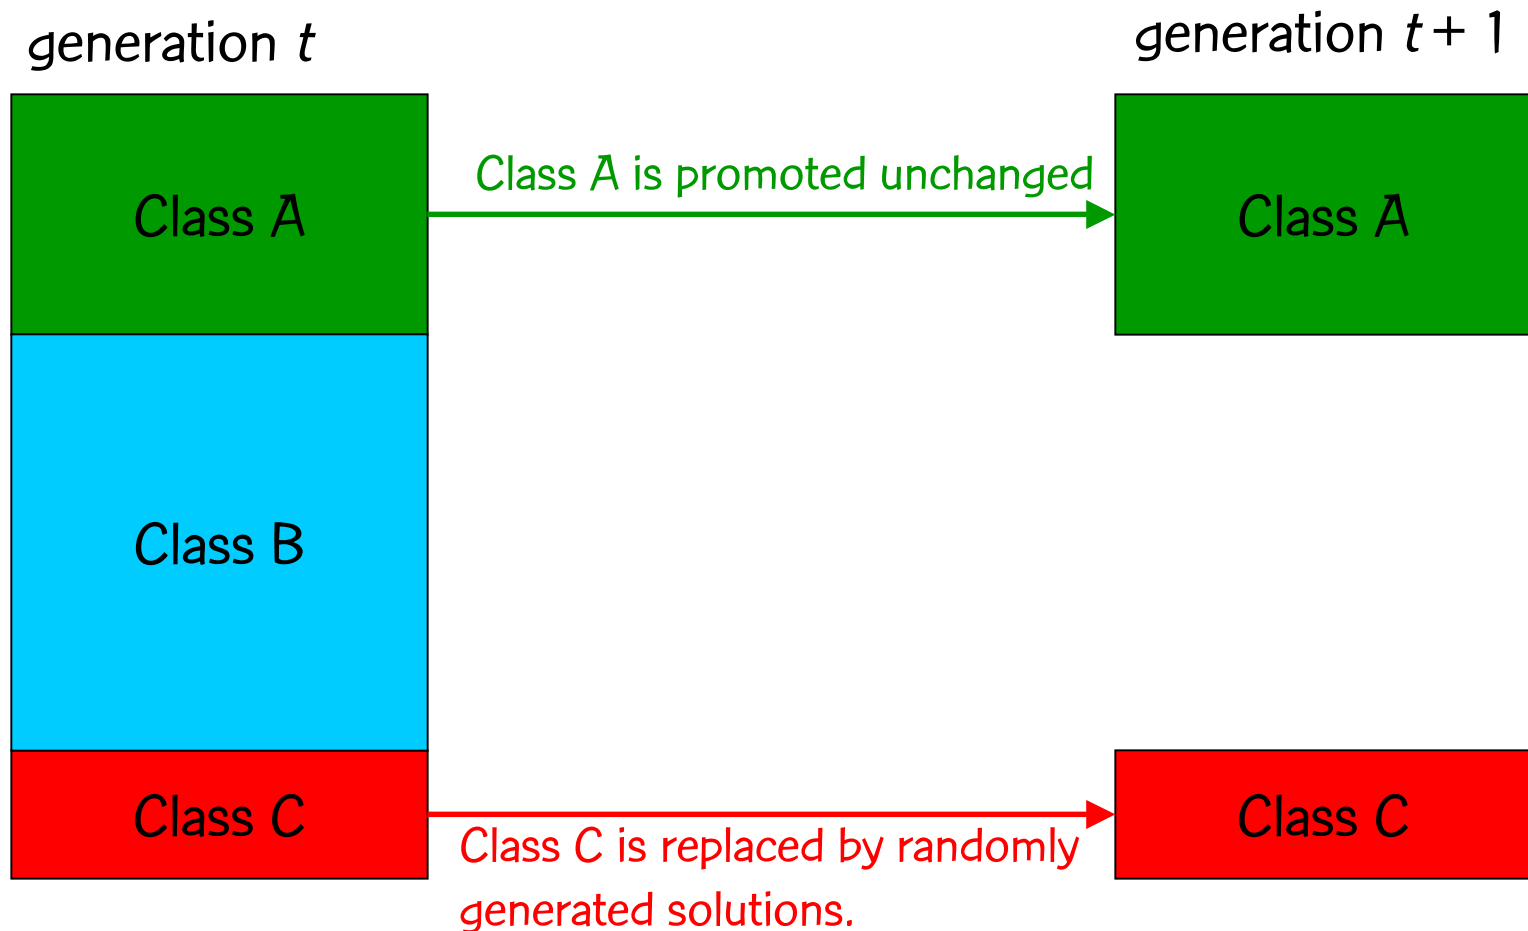 generation t
generation t + 1
Class A is promoted unchanged
Class A
Class A
Class B
Class C
Class C
Class C is replaced by randomly
generated solutions.